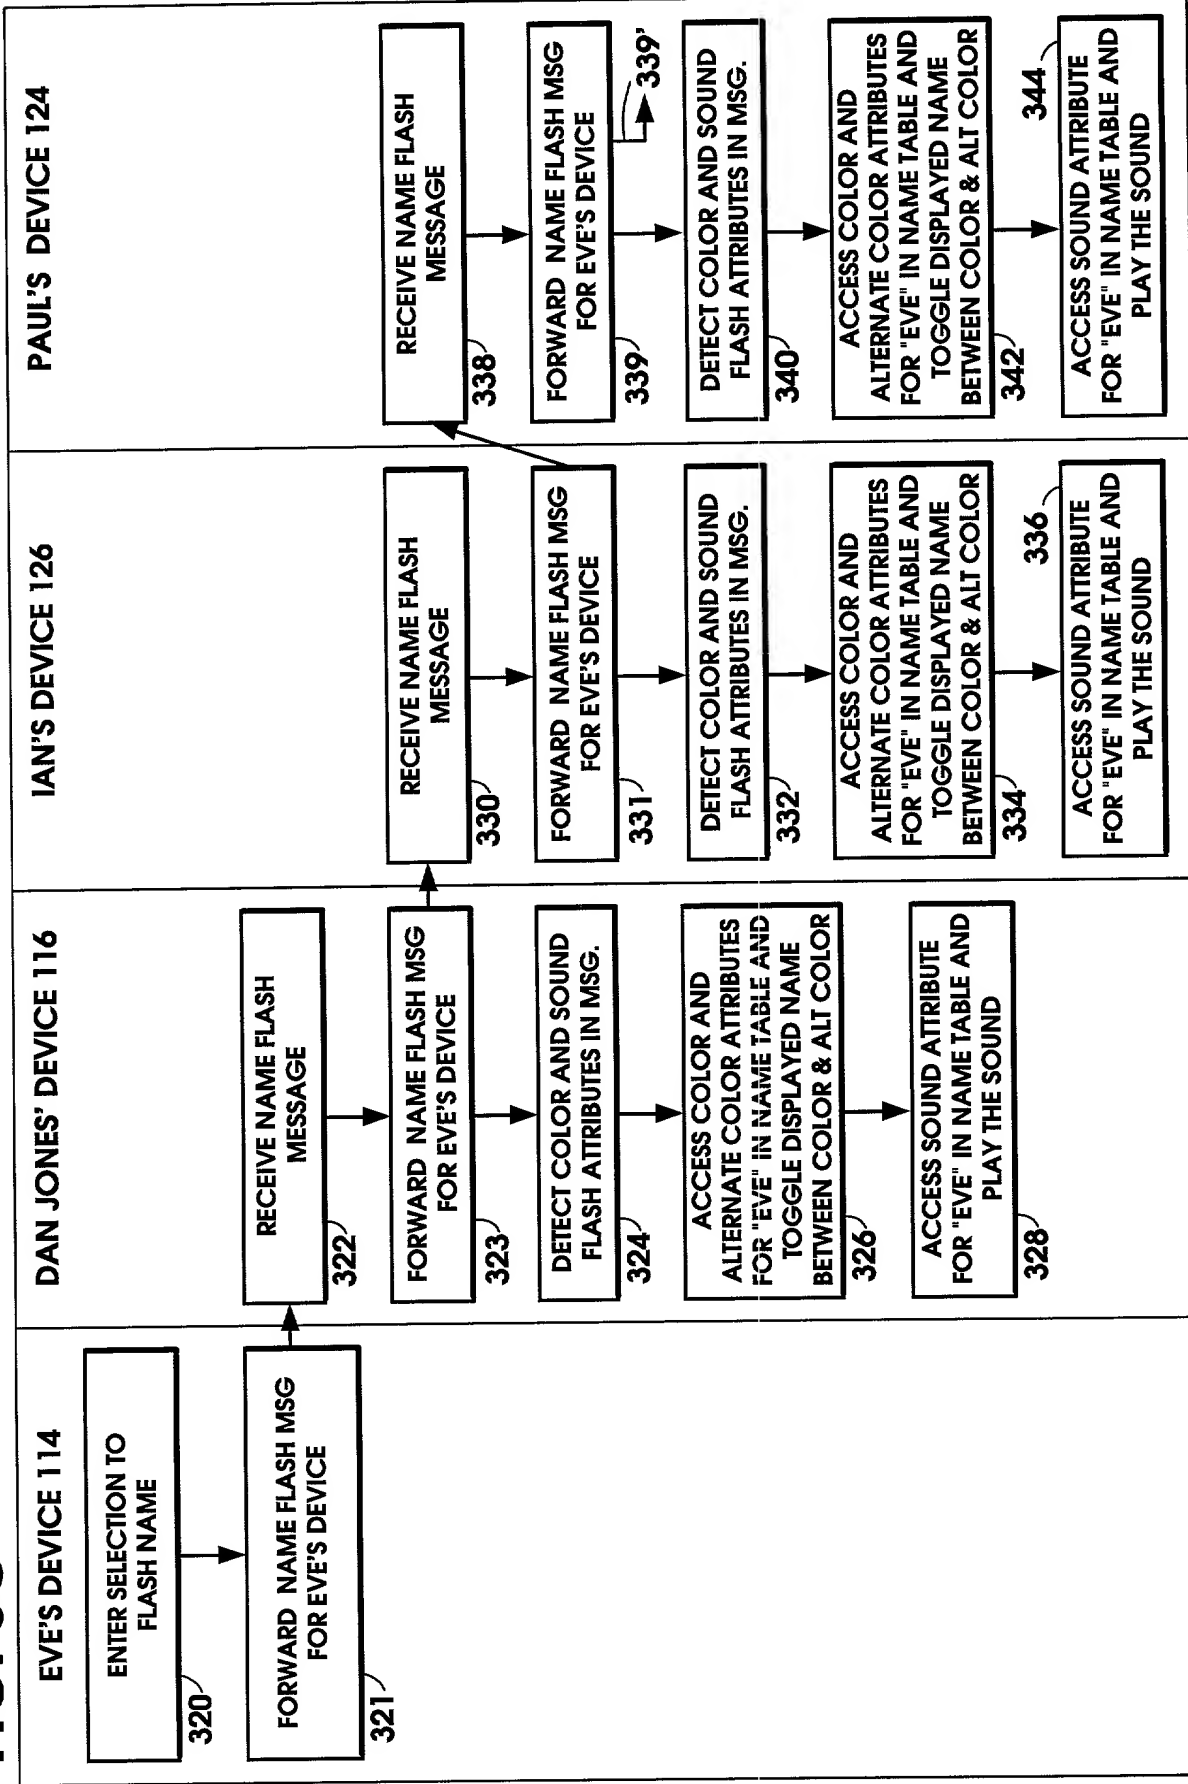 EVE'S DEVICE 114
ENTER SELECTION TO
FLASH NAME
320
FORWARD NAME FLASH MSG
FOR EVE'S DEVICE
321
DAN JONES' DEVICE 116
RECEIVE NAME FLASH
MESSAGE
322
FORWARD NAME FLASH MSG
FOR EVE'S DEVICE
323
DETECT COLOR AND SOUND
FLASH ATTRIBUTES IN MSG.
324
ACCESS COLOR AND
ALTERNATE COLOR ATTRIBUTES
FOR "EVE" IN NAME TABLE AND
TOGGLE DISPLAYED NAME
BETWEEN COLOR & ALT COLOR
326
ACCESS SOUND ATTRIBUTE
FOR "EVE" IN NAME TABLE AND
PLAY THE SOUND
328
IAN'S DEVICE 126
RECEIVE NAME FLASH
MESSAGE
330
FORWARD NAME FLASH MSG
FOR EVE'S DEVICE
331
DETECT COLOR AND SOUND
FLASH ATTRIBUTES IN MSG.
332
ACCESS COLOR AND
ALTERNATE COLOR ATTRIBUTES
FOR "EVE" IN NAME TABLE AND
TOGGLE DISPLAYED NAME
BETWEEN COLOR & ALT COLOR
334
336
ACCESS SOUND ATTRIBUTE
FOR "EVE" IN NAME TABLE AND
PLAY THE SOUND
PAUL'S DEVICE 124
RECEIVE NAME FLASH
MESSAGE
338
FORWARD NAME FLASH MSG
FOR EVE'S DEVICE
339
339'
DETECT COLOR AND SOUND
FLASH ATTRIBUTES IN MSG.
340
ACCESS COLOR AND
ALTERNATE COLOR ATTRIBUTES
FOR "EVE" IN NAME TABLE AND
TOGGLE DISPLAYED NAME
BETWEEN COLOR & ALT COLOR
342
344
ACCESS SOUND ATTRIBUTE
FOR "EVE" IN NAME TABLE AND
PLAY THE SOUND